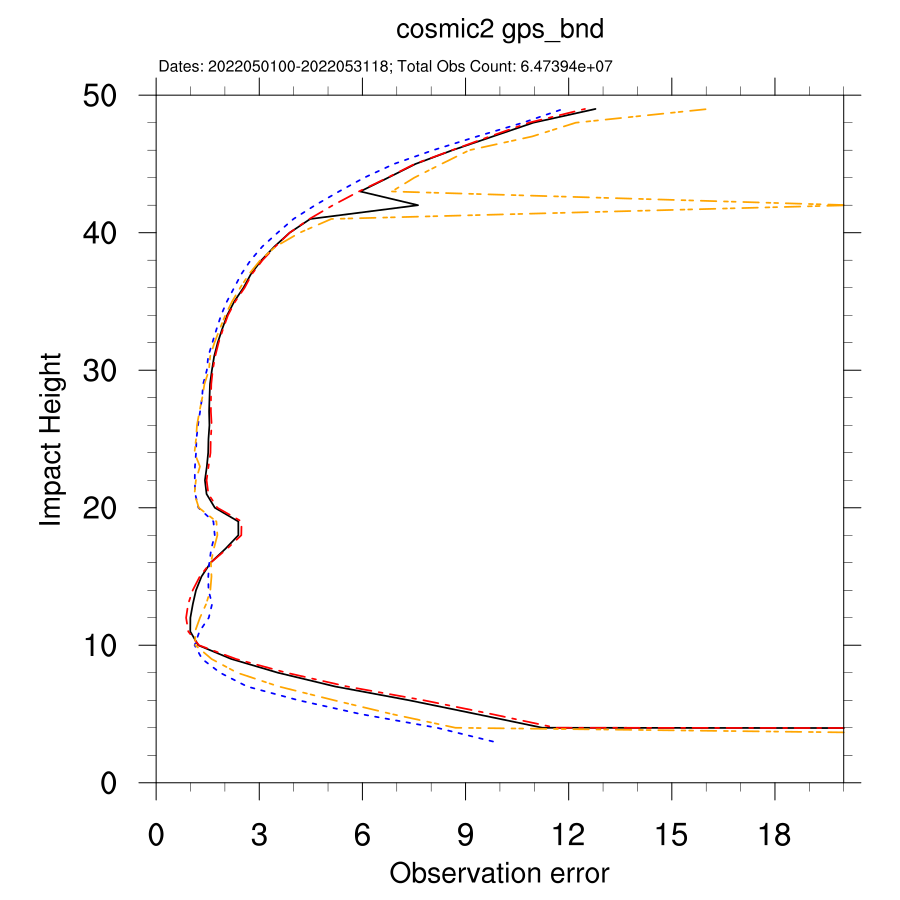 cosmic2 gps_bnd
Dates: 2022050100-2022053118; Total Obs Count: 6.47394e+07
50
40
30
20
10
0
Impact Height
0 3 6 9 12 15 18
Observation error